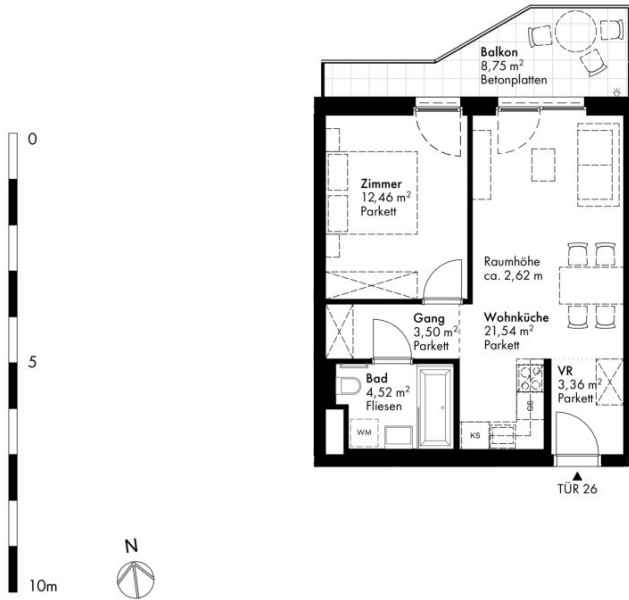 Balkon
8,75 m²
Betonplatten
0
Zimmer
12,46 m²
Parkett
Raumhöhe
ca. 2,62 m
Gang
3,50 m²
Parkett
Wohnküche
21,54 m²
Parkett
5
VR
3,36 m²
Parkett
Bad
4,52 m²
Fliesen
GS
WM
KS
TÜR 26
N
10m